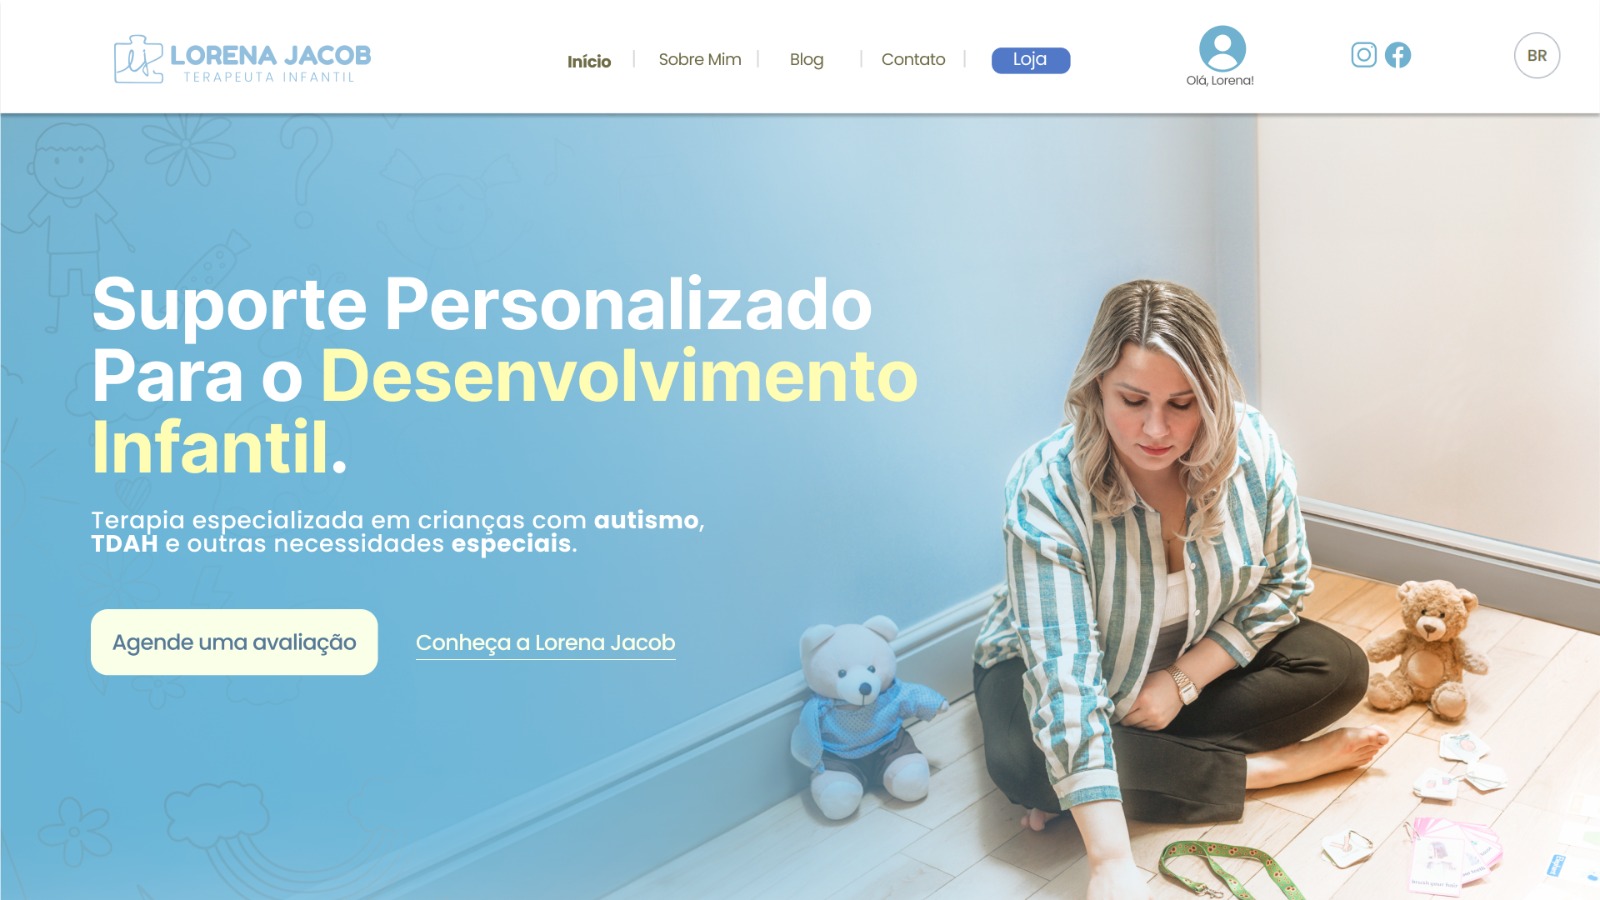 LORENA JACOB
TERAPEUTA INFANTIL
Início
Sobre Mim
Blog
Contato
Loja
Olá, Lorena!
BR
Suporte Personalizado
Para o Desenvolvimento
Infantil.
Terapia especializada em crianças com autismo,
TDAH e outras necessidades especiais.
Agende uma avaliação
Conheça a Lorena Jacob